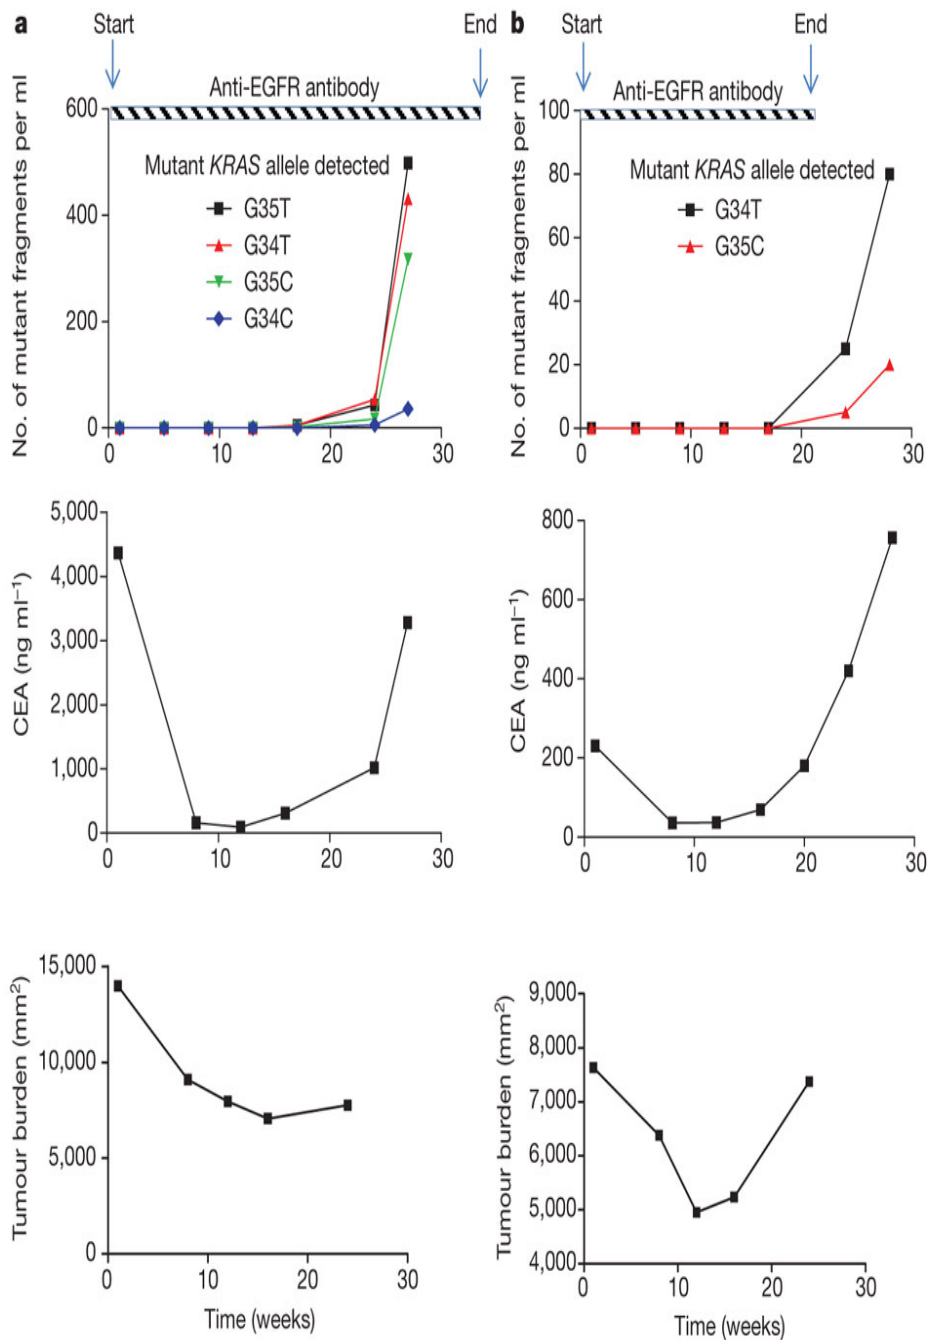 a
Start
End
Anti-EGFR antibody
No. of mutant fragments per ml
600
400
200
0
Mutant KRAS allele detected
G35T
G34T
G35C
G34C
0 10 20 30
b
Start
End
Anti-EGFR antibody
No. of mutant fragments per ml
100
80
60
40
20
0
Mutant KRAS allele detected
G34T
G35C
0 10 20 30
CEA (ng ml⁻¹)
5,000
4,000
3,000
2,000
1,000
0
0 10 20 30
CEA (ng ml⁻¹)
800
600
400
200
0
0 10 20 30
Tumour burden (mm²)
15,000
10,000
5,000
0
0 10 20 30
Time (weeks)
Tumour burden (mm²)
9,000
8,000
7,000
6,000
5,000
4,000
0 10 20 30
Time (weeks)